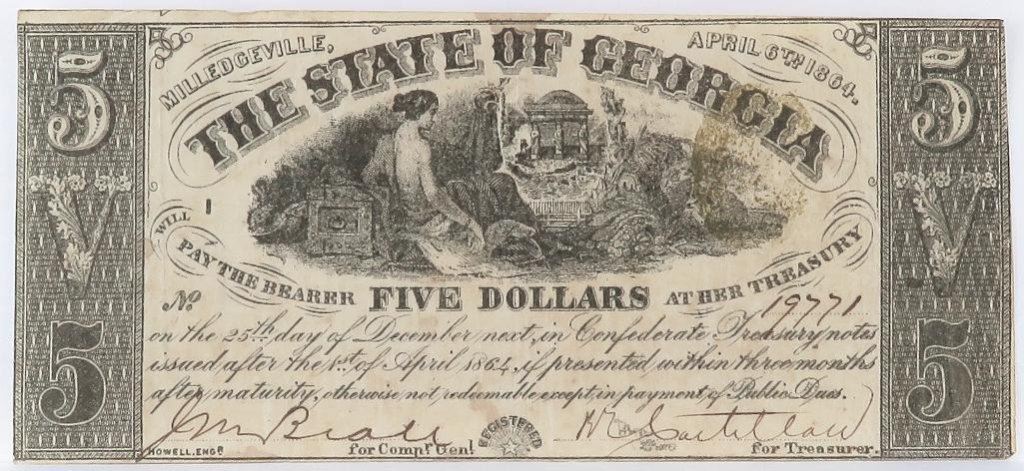 MILLEDGEVILLE,
APRIL 6TH 1864.
THE STATE OF GEORGIA
5
V
5
5
V
5
1
WILL
PAY THE BEARER FIVE DOLLARS AT HER TREASURY
No. 19771
on the 25th day of December next, in Confederate Treasury notes
issued after the 1st of April 1864, if presented within three months
after maturity, otherwise not redeemable except in payment of Public Dues.
REGISTERED
for Compt Genl
for Treasurer.
HOWELL, ENGR